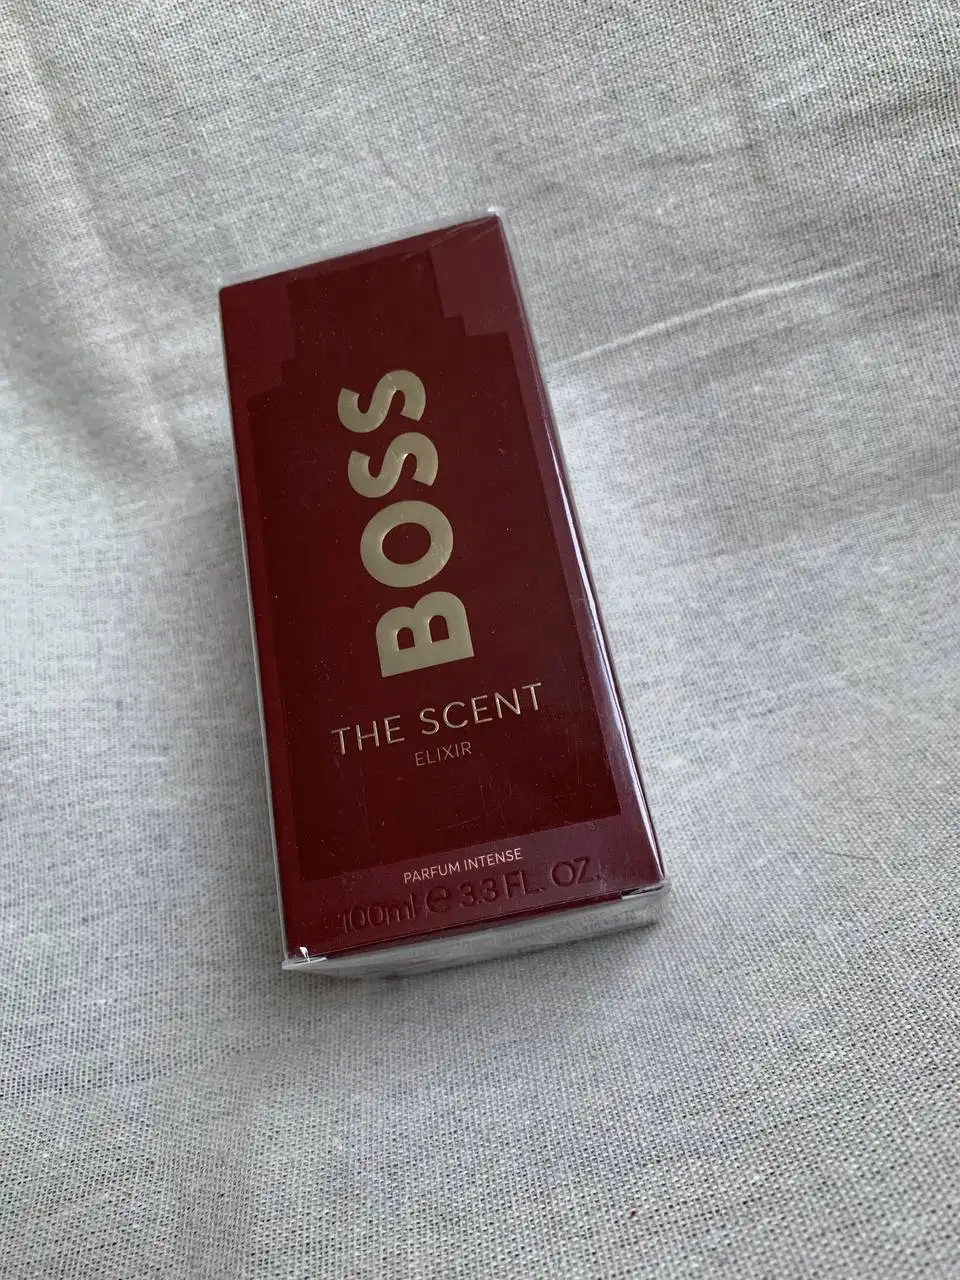 BOSS
THE SCENT
ELIXIR
PARFUM INTENSE
100ml ℮ 3.3 FL. OZ.